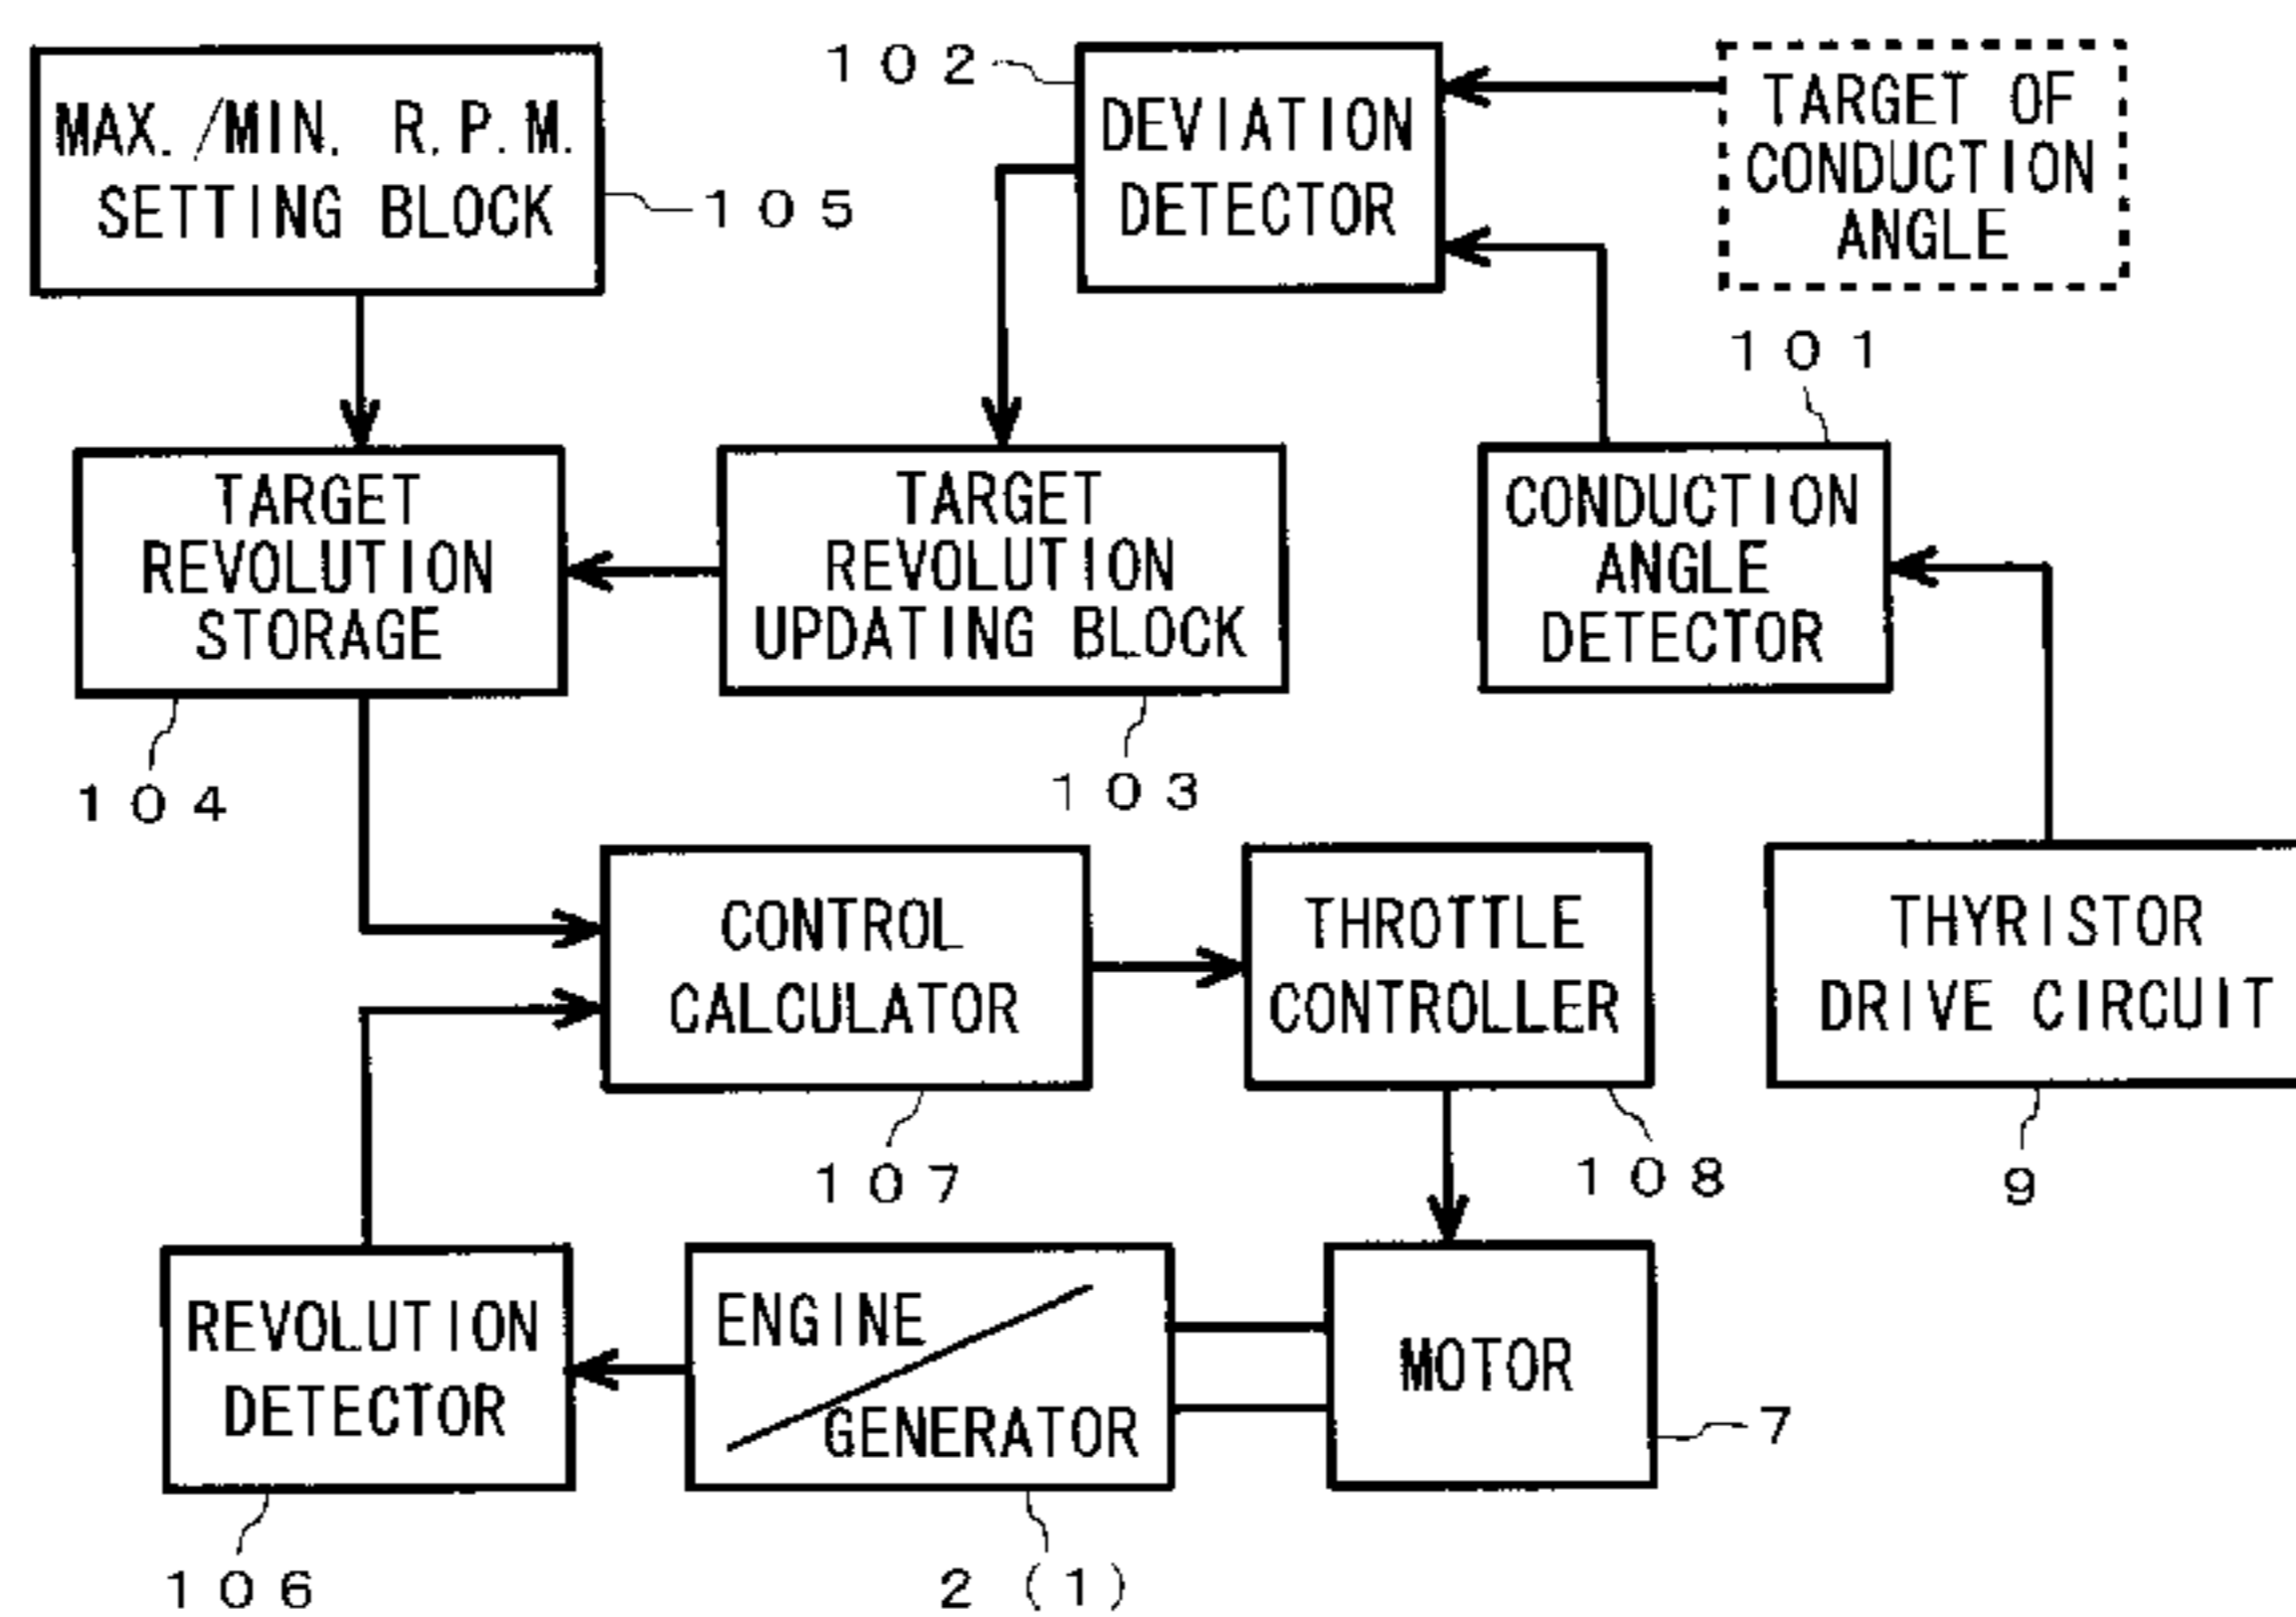 MAX./MIN. R.P.M.
SETTING BLOCK
105
102
DEVIATION
DETECTOR
TARGET OF
CONDUCTION
ANGLE
101
TARGET
REVOLUTION
STORAGE
104
TARGET
REVOLUTION
UPDATING BLOCK
103
CONDUCTION
ANGLE
DETECTOR
CONTROL
CALCULATOR
107
THROTTLE
CONTROLLER
108
THYRISTOR
DRIVE CIRCUIT
9
REVOLUTION
DETECTOR
106
ENGINE
GENERATOR
2 (1)
MOTOR
7